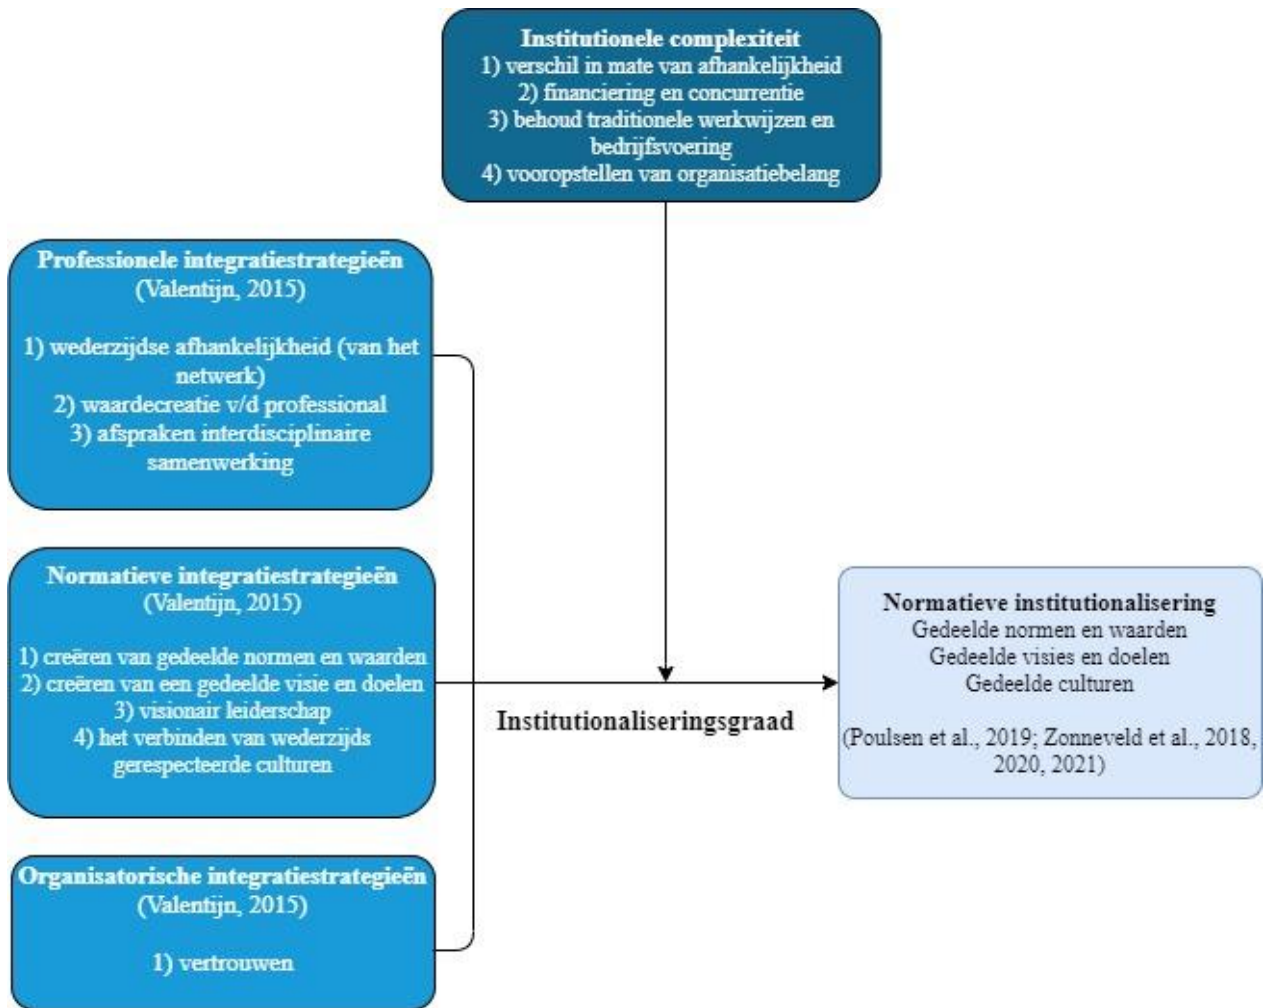 Institutionele complexiteit
1) verschil in mate van afhankelijkheid
2) financiering en concurrentie
3) behoud traditionele werkwijzen en
bedrijfsvoering
4) vooropstellen van organisatiebelang
Professionele integratiestrategieën
(Valentijn, 2015)
1) wederzijdse afhankelijkheid (van het
netwerk)
2) waardecreatie v/d professional
3) afspraken interdisciplinaire
samenwerking
Normatieve integratiestrategieën
(Valentijn, 2015)
1) creëren van gedeelde normen en waarden
2) creëren van een gedeelde visie en doelen
3) visionair leiderschap
4) het verbinden van wederzijds
gerespecteerde culturen
Organisatorische integratiestrategieën
(Valentijn, 2015)
1) vertrouwen
Institutionaliseringsgraad
Normatieve institutionalisering
Gedeelde normen en waarden
Gedeelde visies en doelen
Gedeelde culturen
(Poulsen et al., 2019; Zonneveld et al., 2018,
2020, 2021)